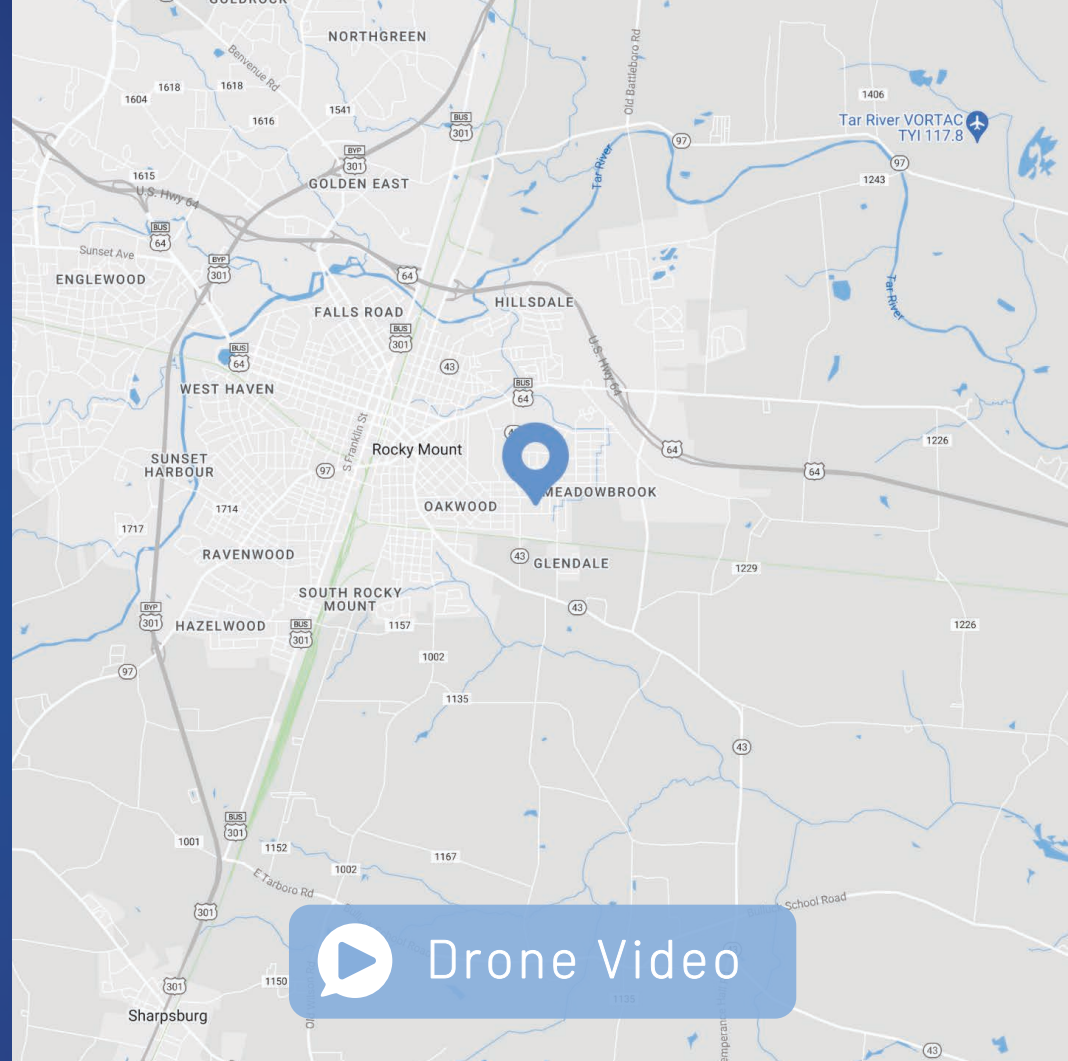 NORTHGREEN
Benvenue Rd
Old Battleboro Rd
1618
1618
1604
1616
1541
BUS
301
1406
Tar River VORTAC
TYI 117.8
97
97
1243
BYP
301
GOLDEN EAST
Tar River
1615
U.S. Hwy 64
BUS
64
Sunset Ave
BYP
301
ENGLEWOOD
64
HILLSDALE
Tar River
FALLS ROAD
BUS
301
BUS
64
43
U.S. Hwy 64
WEST HAVEN
BUS
64
S Franklin St
Rocky Mount
1226
64
64
SUNSET
HARBOUR
97
MEADOWBROOK
OAKWOOD
1714
1717
RAVENWOOD
43
GLENDALE
1229
SOUTH ROCKY
MOUNT
43
BYP
301
HAZELWOOD
BUS
301
1157
1226
1002
97
1135
43
BUS
301
1001
1152
1002
1167
E Tarboro Rd
School Road
301
Drone Video
301
1150
1135
Sharpsburg
43